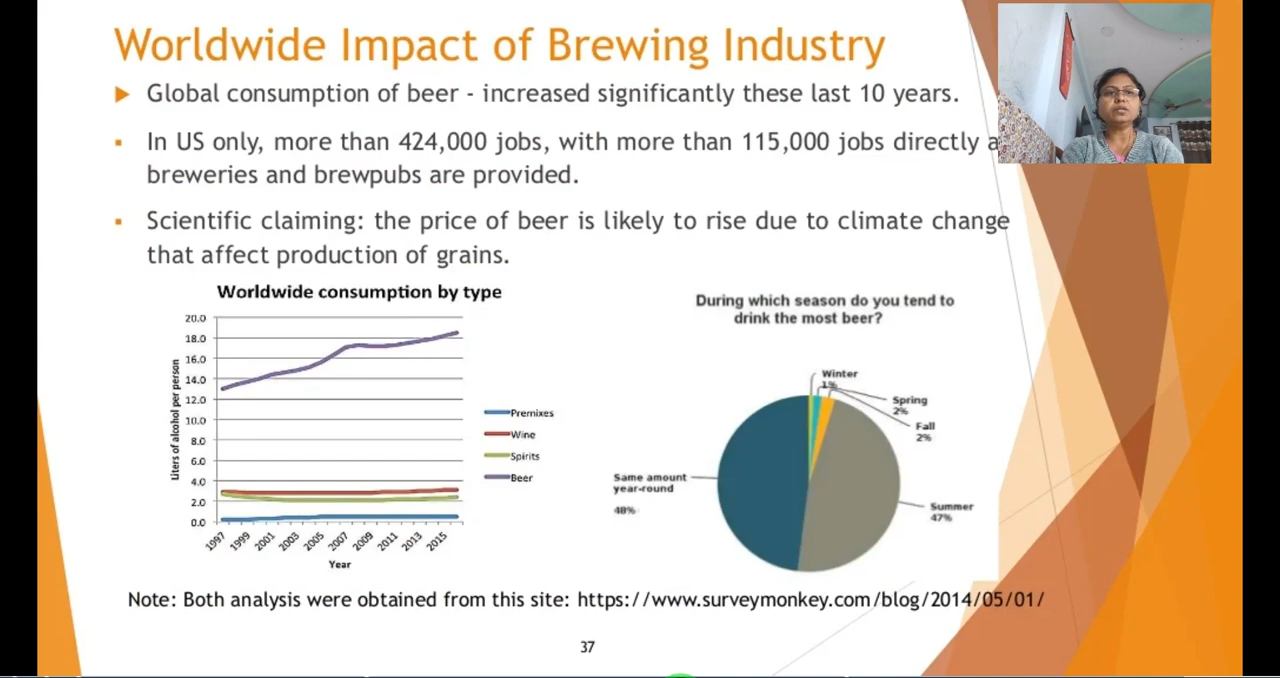 Worldwide Impact of Brewing Industry
Global consumption of beer - increased significantly these last 10 years.
In US only, more than 424,000 jobs, with more than 115,000 jobs directly
breweries and brewpubs are provided.
Scientific claiming: the price of beer is likely to rise due to climate change
that affect production of grains.
Worldwide consumption by type
20.0
18.0
16.0
14.0
12.0
10.0
8.0
6.0
4.0
2.0
0.0
Liters of alcohol per person
1997
1999
2001
2003
2005
2007
2009
2011
2013
2015
Year
Premixes
Wine
Spirits
Beer
During which season do you tend to
drink the most beer?
Winter
1%
Spring
2%
Fall
2%
Same amount
year-round
48%
Summer
47%
Note: Both analysis were obtained from this site: https://www.surveymonkey.com/blog/2014/05/01/
37